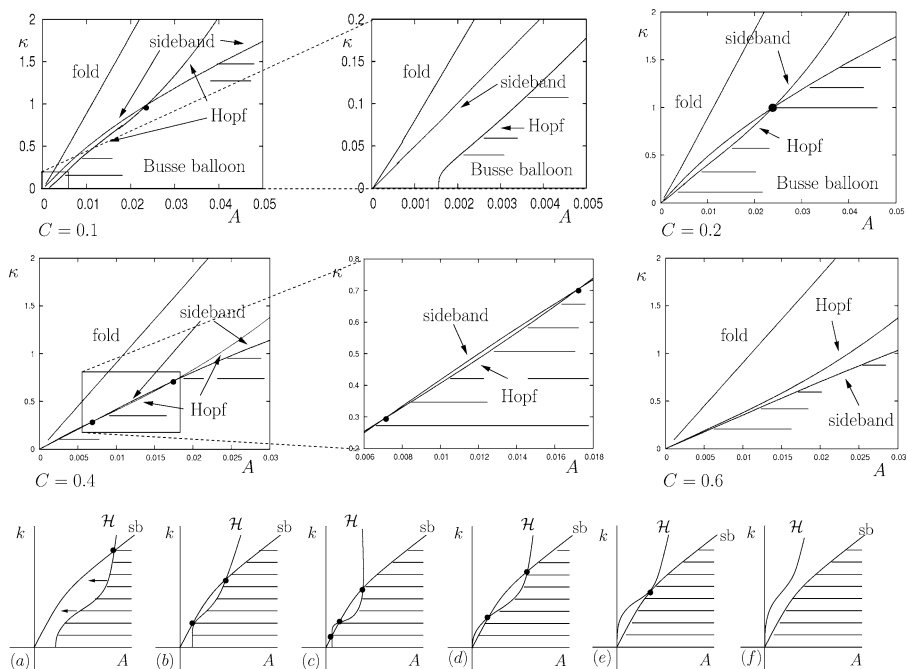 2
κ
1.5
1
0.5
0
0
0.01
0.02
0.03
0.04
0.05
sideband
fold
Hopf
Busse balloon
A
C = 0.1
0.2
κ
0.15
0.1
0.05
0.0
0
0.001
0.002
0.003
0.004
0.005
fold
sideband
Hopf
Busse balloon
A
2
κ
1.5
1
0.5
0
0
0.01
0.02
0.03
0.04
0.05
sideband
fold
Hopf
Busse balloon
A
C = 0.2
2
κ
1.5
1
0.5
0
0
0.005
0.01
0.015
0.02
0.025
0.03
fold
sideband
Hopf
A
C = 0.4
0.8
κ
0.7
0.6
0.5
0.4
0.3
0.2
0.006
0.008
0.01
0.012
0.014
0.016
0.018
sideband
Hopf
A
2
κ
1.5
1
0.5
0
0
0.005
0.01
0.015
0.02
0.025
0.03
Hopf
fold
sideband
A
C = 0.6
k H sb
(a) A
k H sb
(b) A
k H sb
(c) A
k H sb
(d) A
k H sb
(e) A
k H sb
(f) A